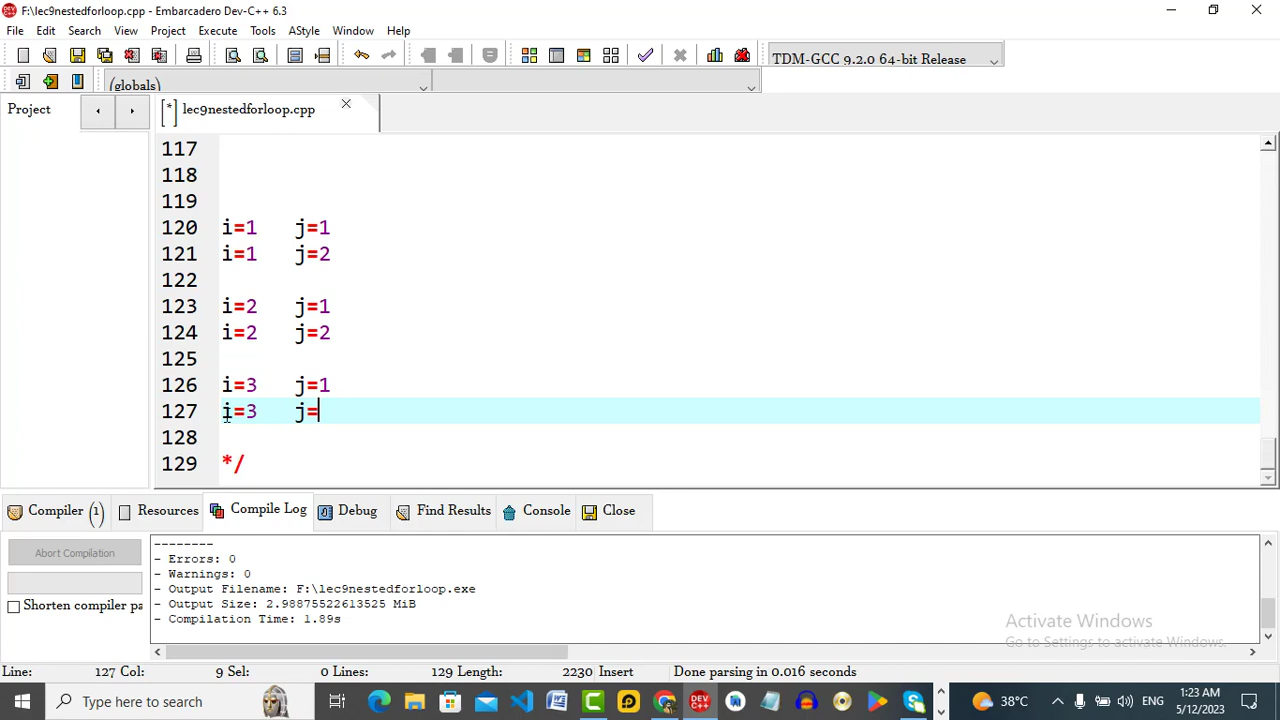 F:\lec9nestedforloop.cpp - Embarcadero Dev-C++ 6.3
File Edit Search View Project Execute Tools AStyle Window Help
TDM-GCC 9.2.0 64-bit Release
(globals)
Project
[*] lec9nestedforloop.cpp
117
118
119
120 i=1 j=1
121 i=1 j=2
122
123 i=2 j=1
124 i=2 j=2
125
126 i=3 j=1
127 i=3 j=
128
129 */
Compiler (1) Resources Compile Log Debug Find Results Console Close
Abort Compilation
Shorten compiler pa
--------
- Errors: 0
- Warnings: 0
- Output Filename: F:\lec9nestedforloop.exe
- Output Size: 2.98875522613525 MiB
- Compilation Time: 1.89s
Activate Windows
Go to Settings to activate Windows.
Line: 127 Col: 9 Sel: 0 Lines: 129 Length: 2230 Insert Done parsing in 0.016 seconds
Type here to search
38°C
ENG
1:23 AM
5/12/2023